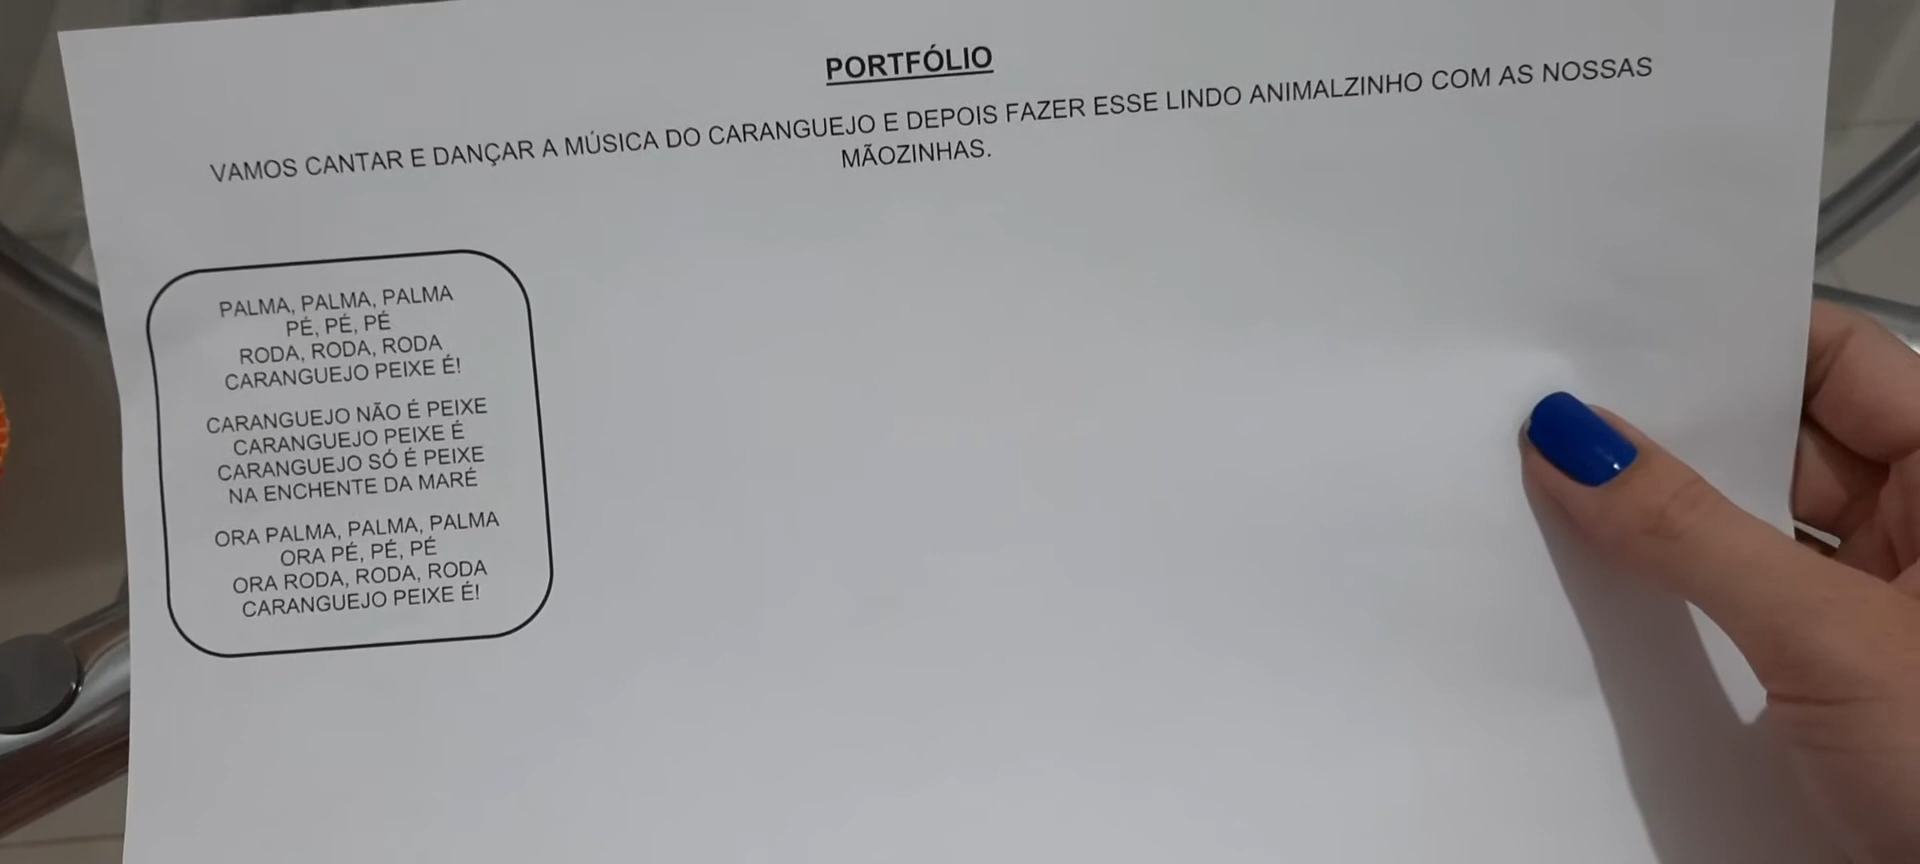 PORTFÓLIO
VAMOS CANTAR E DANÇAR A MÚSICA DO CARANGUEJO E DEPOIS FAZER ESSE LINDO ANIMALZINHO COM AS NOSSAS
MÃOZINHAS.
PALMA, PALMA, PALMA
PÉ, PÉ, PÉ
RODA, RODA, RODA
CARANGUEJO PEIXE É!
CARANGUEJO NÃO É PEIXE
CARANGUEJO PEIXE É
CARANGUEJO SÓ É PEIXE
NA ENCHENTE DA MARÉ
ORA PALMA, PALMA, PALMA
ORA PÉ, PÉ, PÉ
ORA RODA, RODA, RODA
CARANGUEJO PEIXE É!